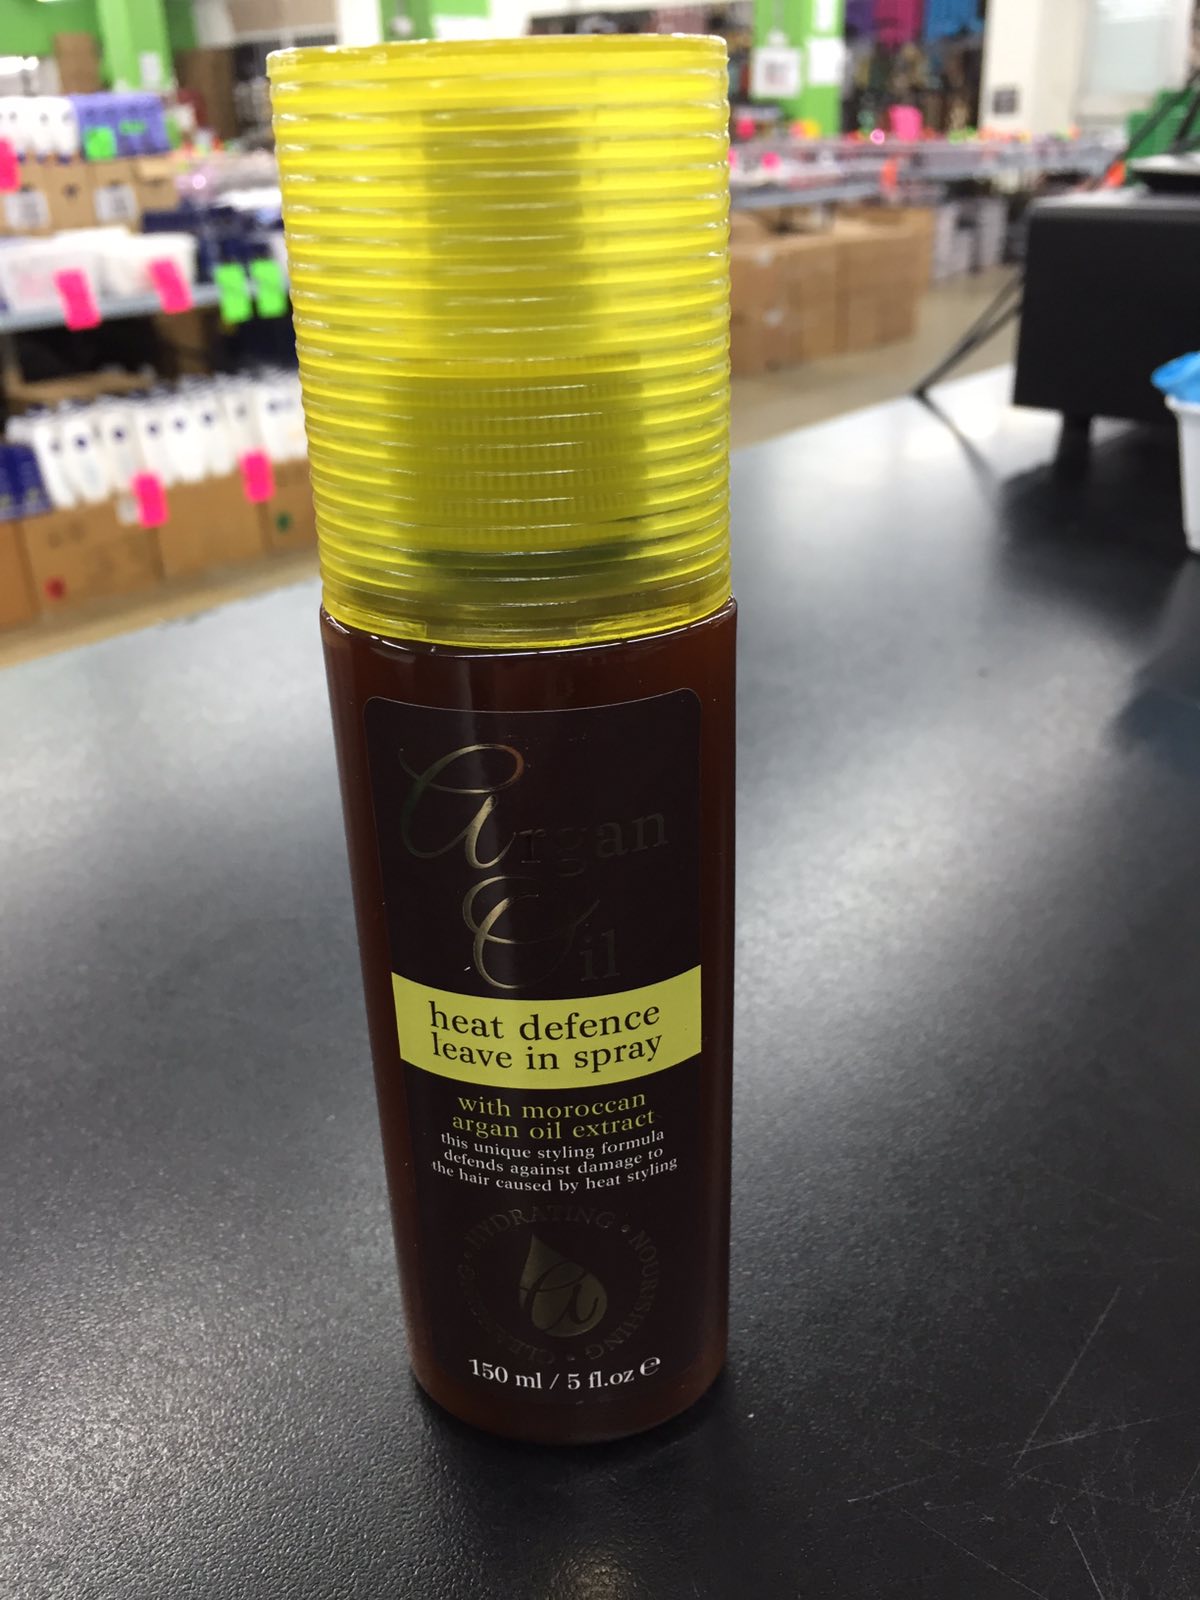 Argan
Oil
heat defence
leave in spray
with moroccan
argan oil extract
this unique styling formula
defends against damage to
the hair caused by heat styling
HYDRATING • NOURISHING •
a
150 ml / 5 fl.oz ℮